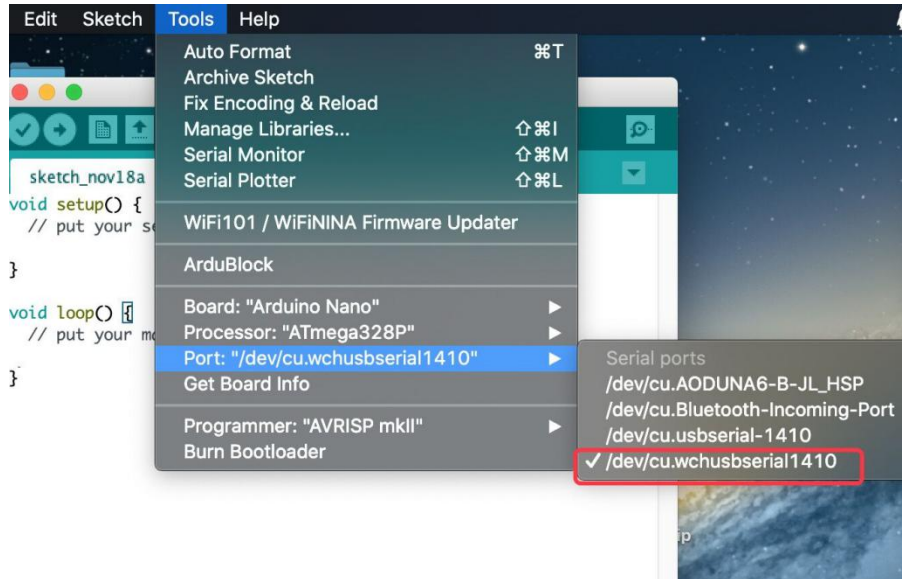 Edit Sketch Tools Help
Auto Format ⌘T
Archive Sketch
Fix Encoding & Reload
Manage Libraries... ⇧⌘I
Serial Monitor ⇧⌘M
Serial Plotter ⇧⌘L
WiFi101 / WiFiNINA Firmware Updater
ArduBlock
Board: "Arduino Nano"
Processor: "ATmega328P"
Port: "/dev/cu.wchusbserial1410"
Get Board Info
Programmer: "AVRISP mkII"
Burn Bootloader
Serial ports
/dev/cu.AODUNA6-B-JL_HSP
/dev/cu.Bluetooth-Incoming-Port
/dev/cu.usbserial-1410
✓ /dev/cu.wchusbserial1410
sketch_nov18a
void setup() {
// put your s
}
void loop() {
// put your m
}
ip